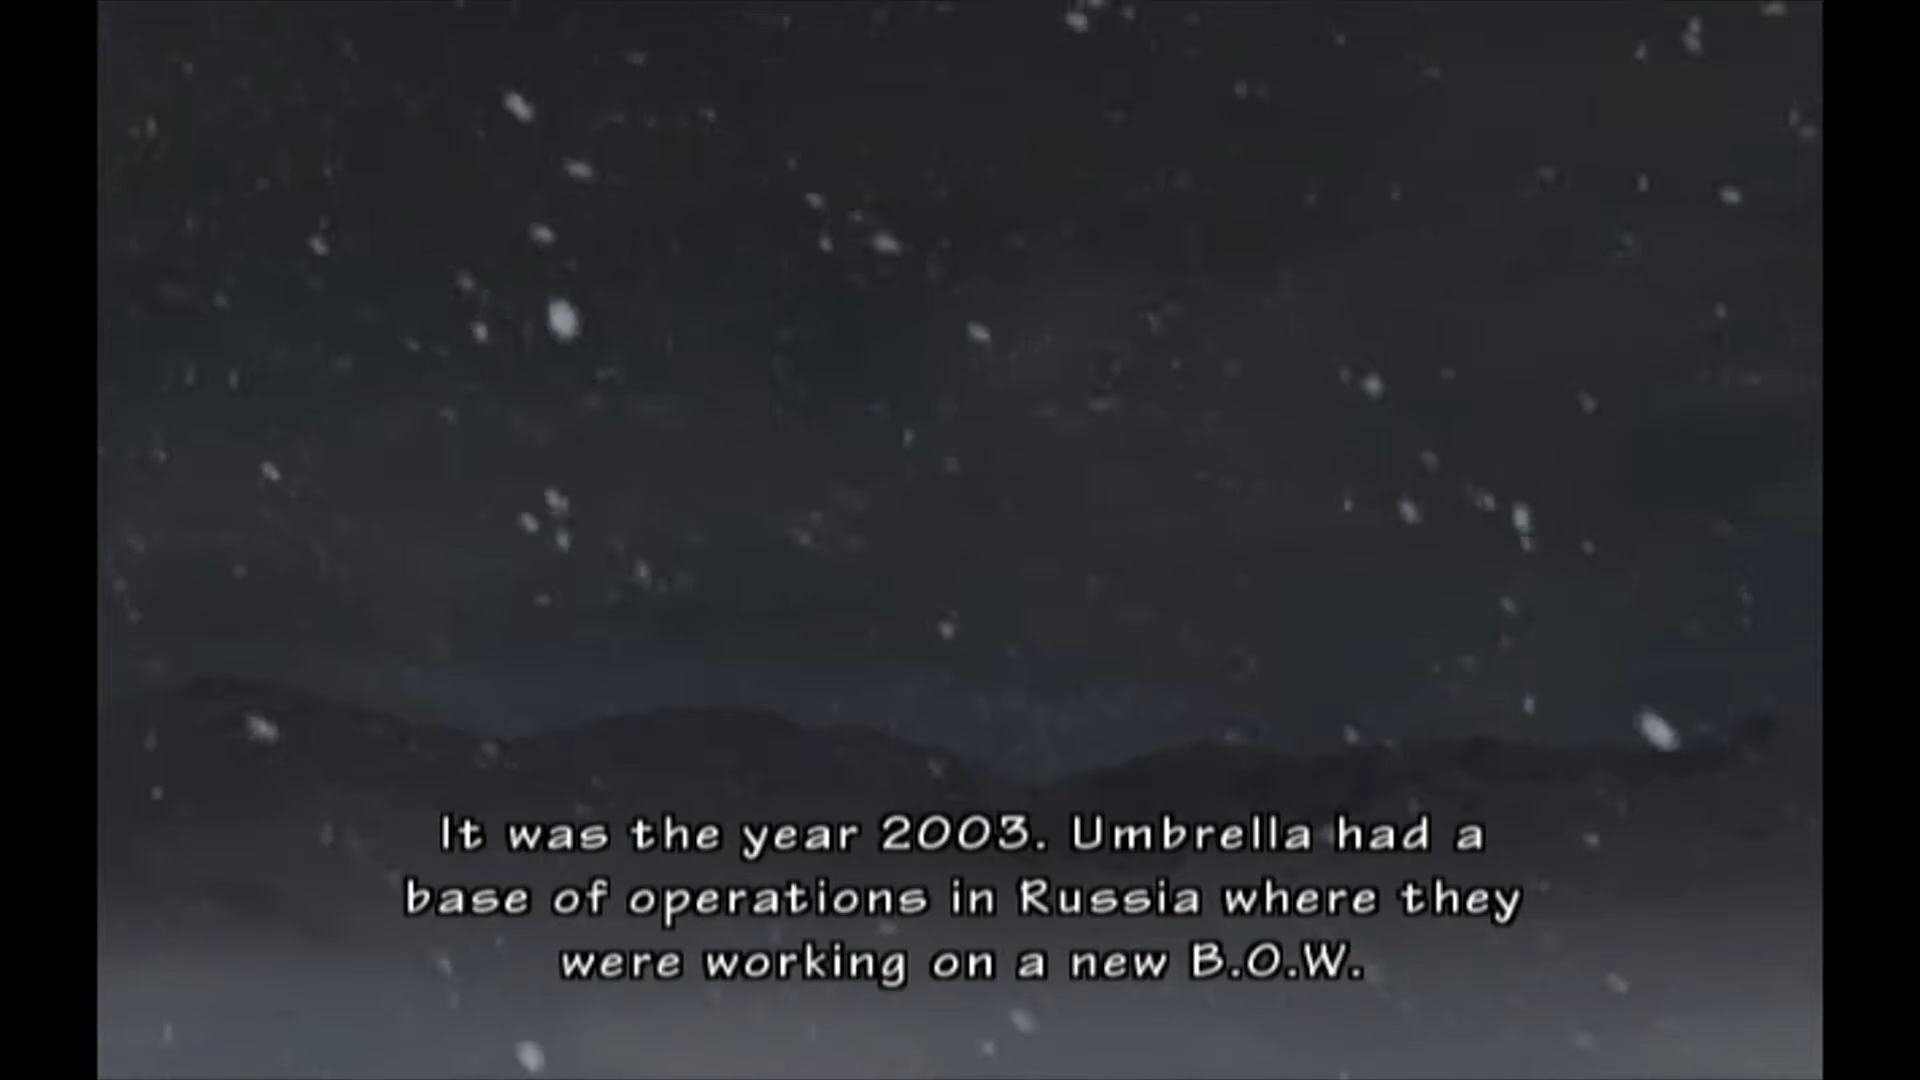 It was the year 2003. Umbrella had a
base of operations in Russia where they
were working on a new B.O.W.